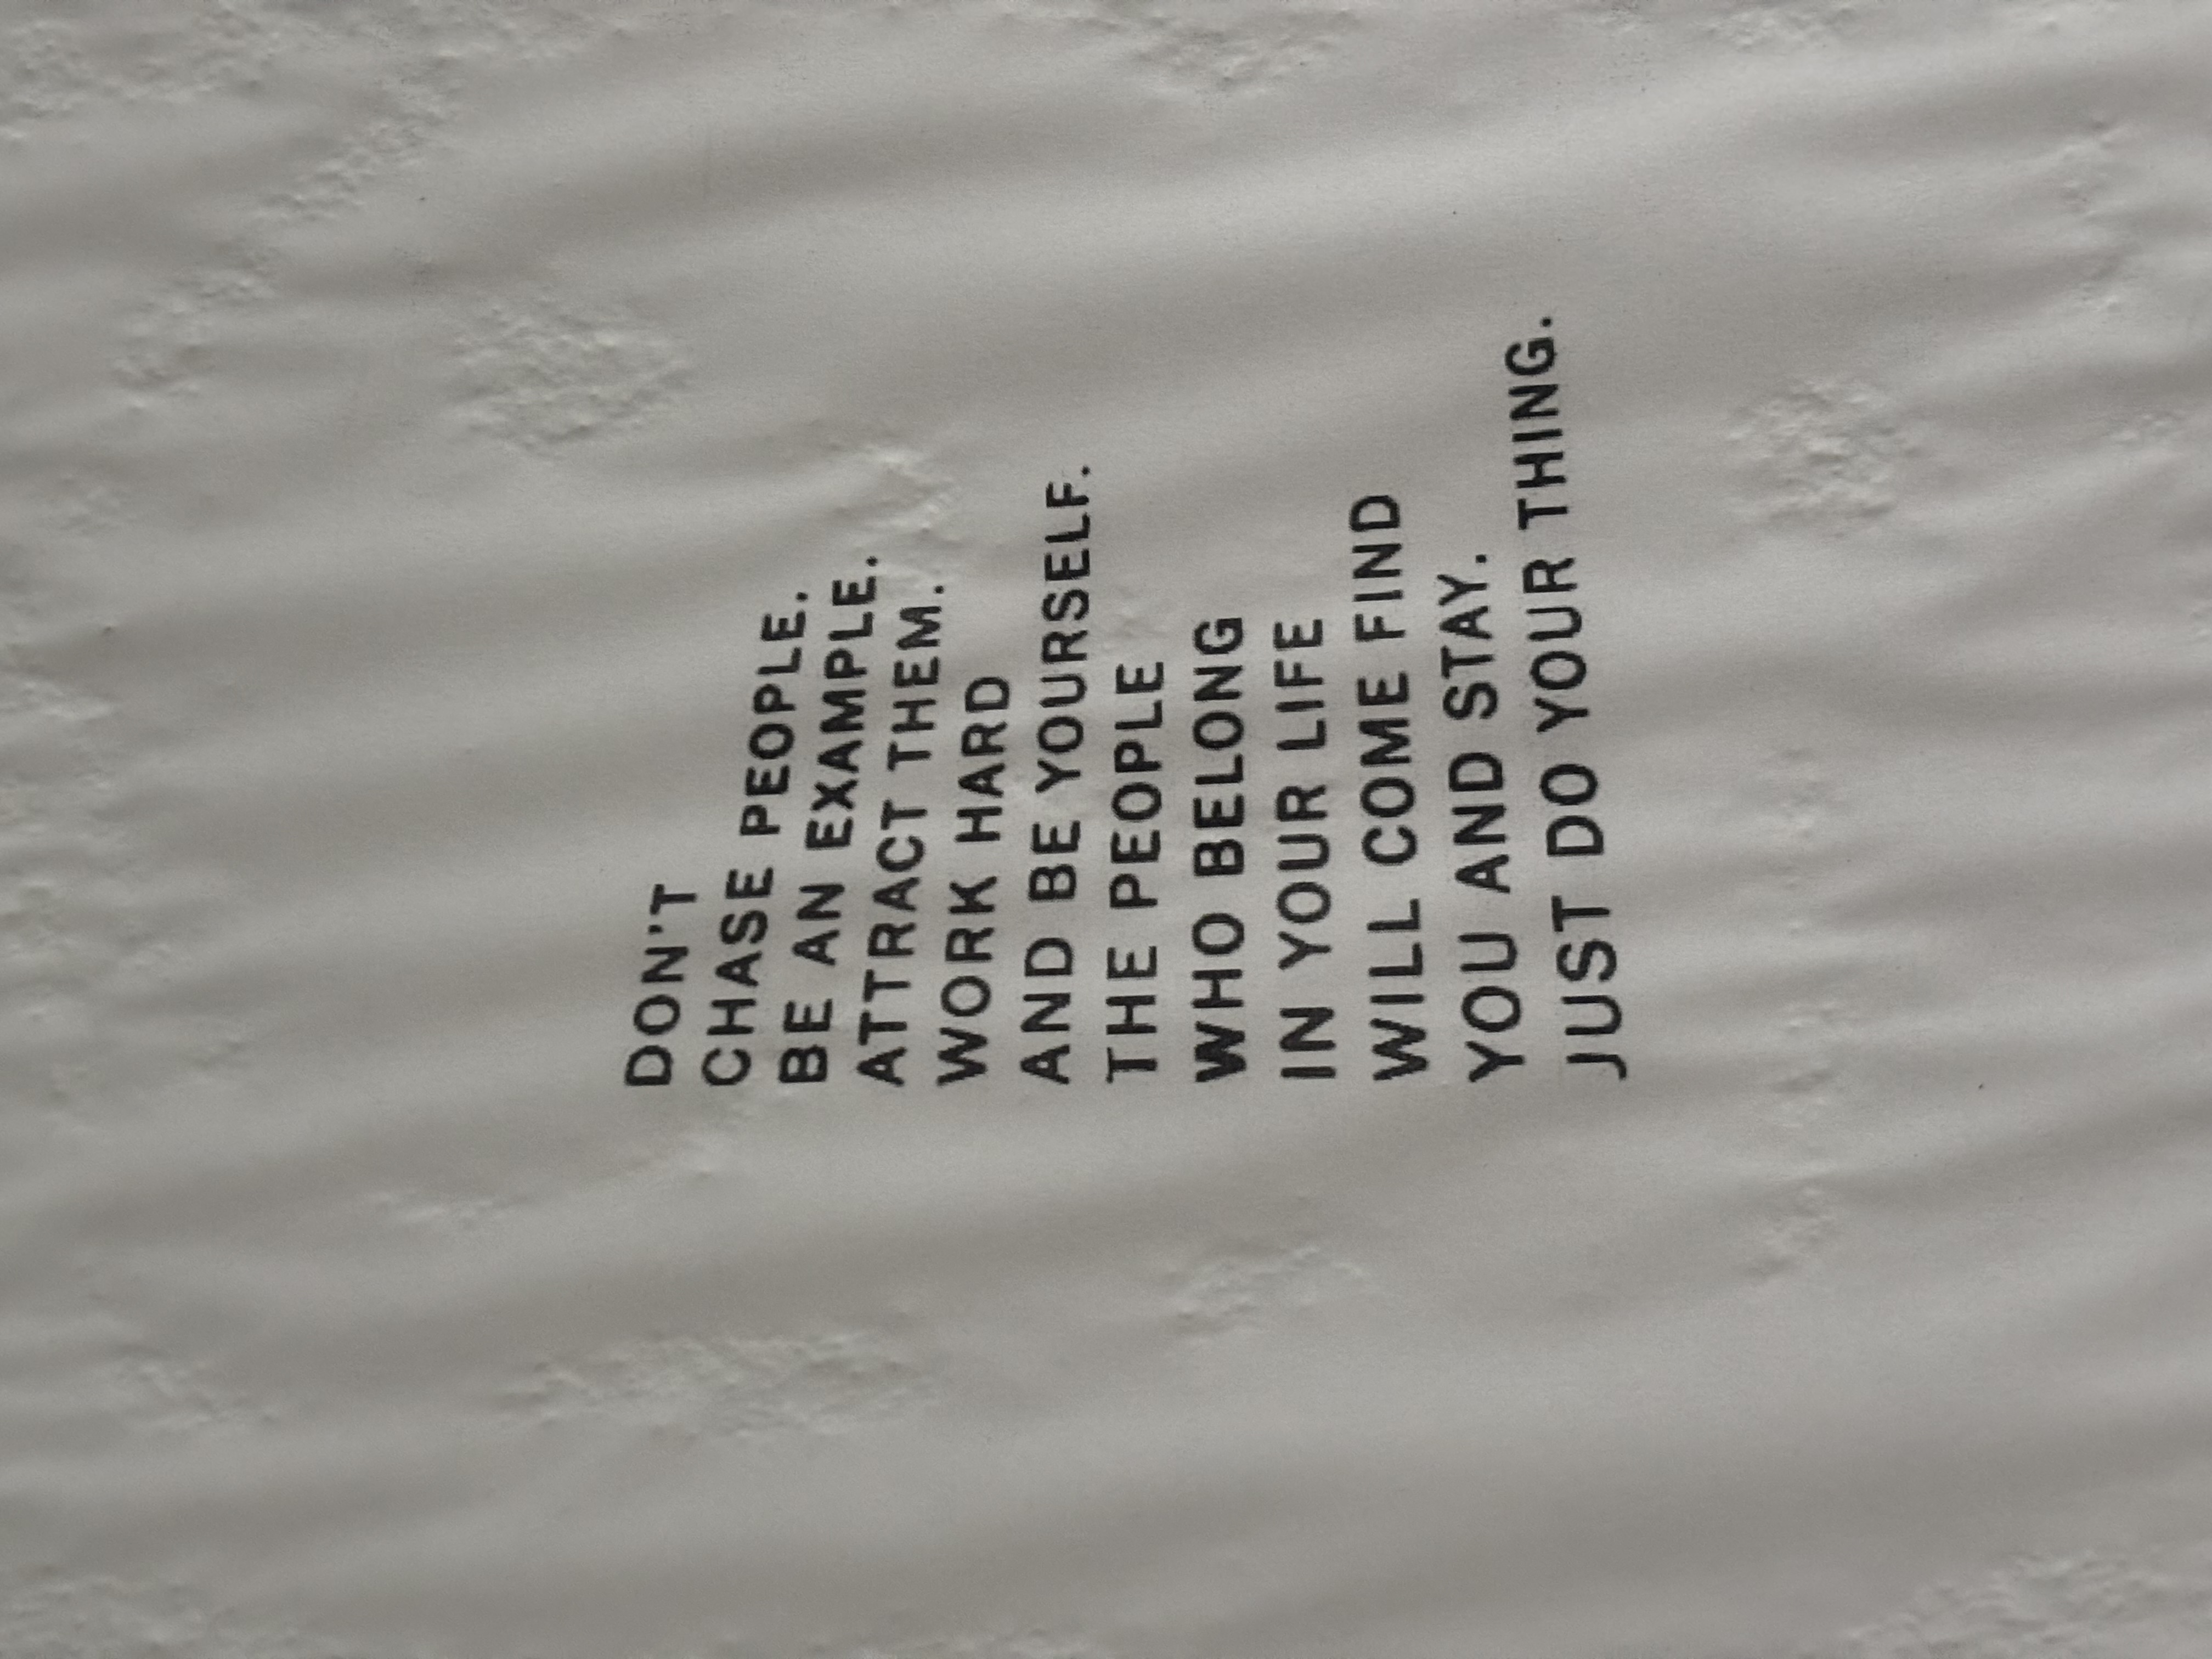 DON'T
CHASE PEOPLE.
BE AN EXAMPLE.
ATTRACT THEM.
WORK HARD
AND BE YOURSELF.
THE PEOPLE
WHO BELONG
IN YOUR LIFE
WILL COME FIND
YOU AND STAY.
JUST DO YOUR THING.